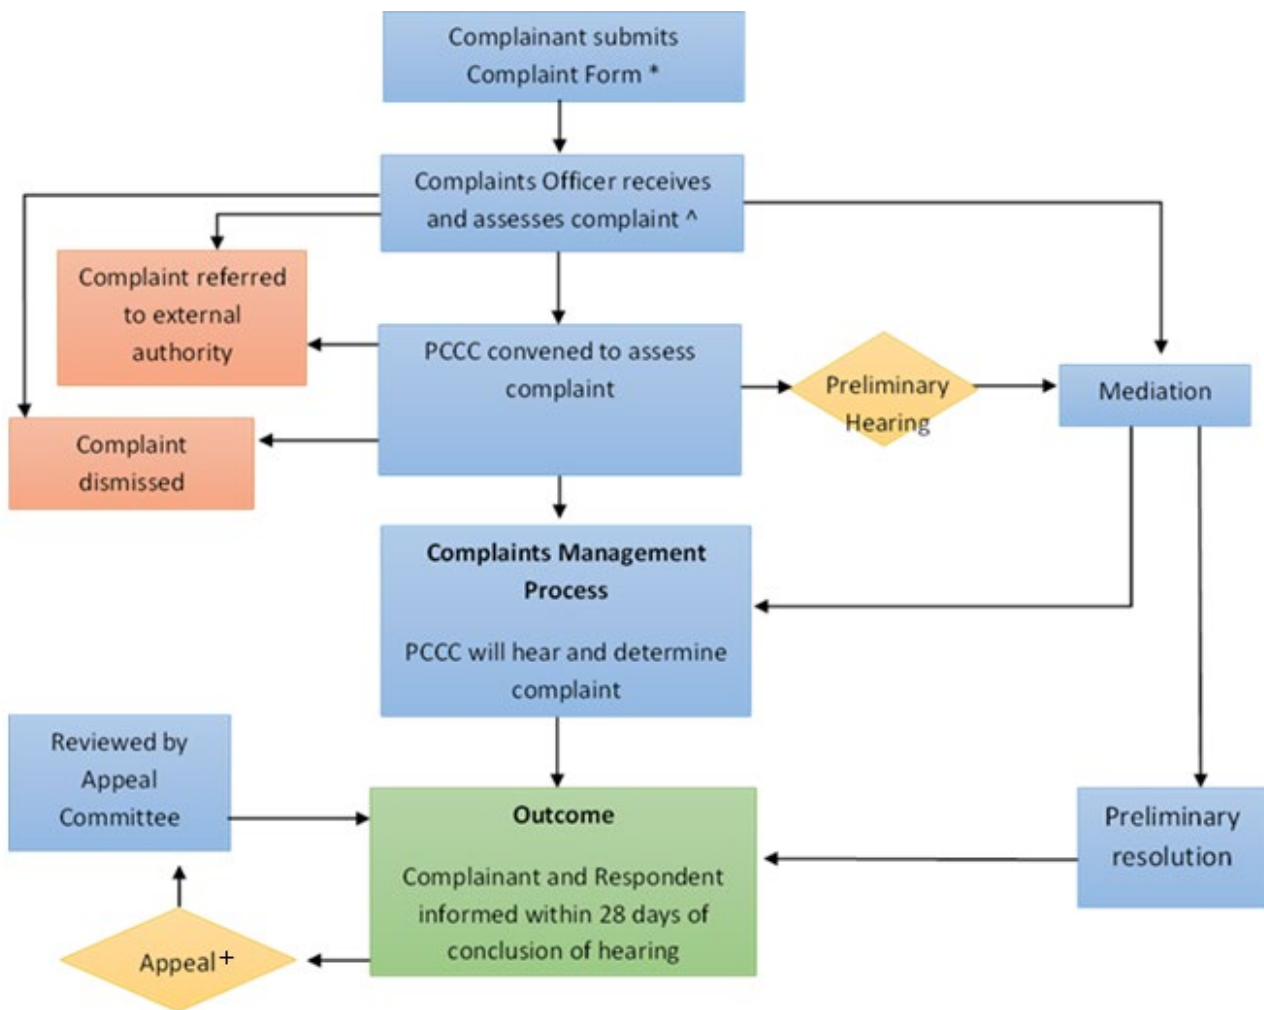 Complainant submits
Complaint Form *
Complaints Officer receives
and assesses complaint ^
Complaint referred
to external
authority
PCCC convened to assess
complaint
Preliminary
Hearing
Mediation
Complaint
dismissed
Complaints Management
Process
PCCC will hear and determine
complaint
Reviewed by
Appeal
Committee
Outcome
Complainant and Respondent
informed within 28 days of
conclusion of hearing
Preliminary
resolution
Appeal +